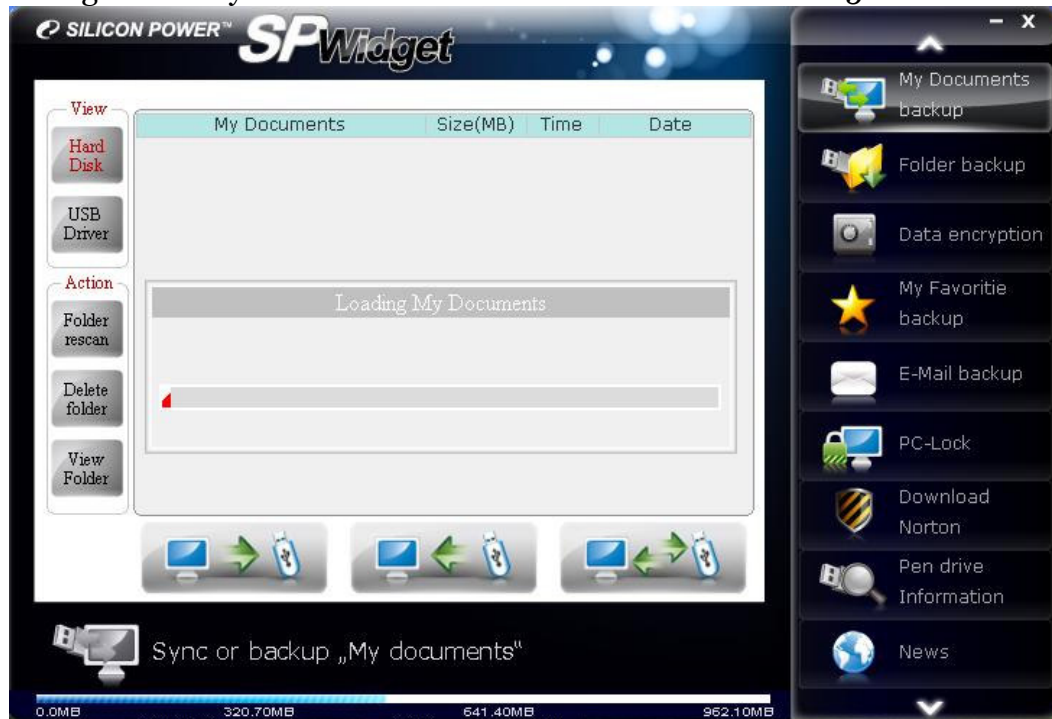 SILICON POWER™ SPWidget
View
Hard
Disk
USB
Driver
Action
Folder
rescan
Delete
folder
View
Folder
My Documents Size(MB) Time Date
Loading My Documents
Sync or backup „My documents"
0.0MB 320.70MB 641.40MB 962.10MB
– X
My Documents
backup
Folder backup
Data encryption
My Favoritie
backup
E-Mail backup
PC-Lock
Download
Norton
Pen drive
Information
News